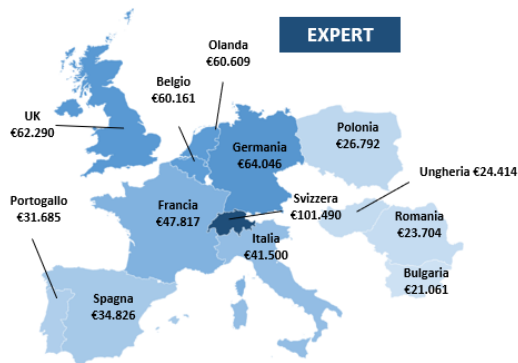 EXPERT
Olanda
€60.609
Belgio
€60.161
UK
€62.290
Germania
€64.046
Polonia
€26.792
Ungheria €24.414
Portogallo
€31.685
Francia
€47.817
Svizzera
€101.490
Romania
€23.704
Italia
€41.500
Bulgaria
€21.061
Spagna
€34.826